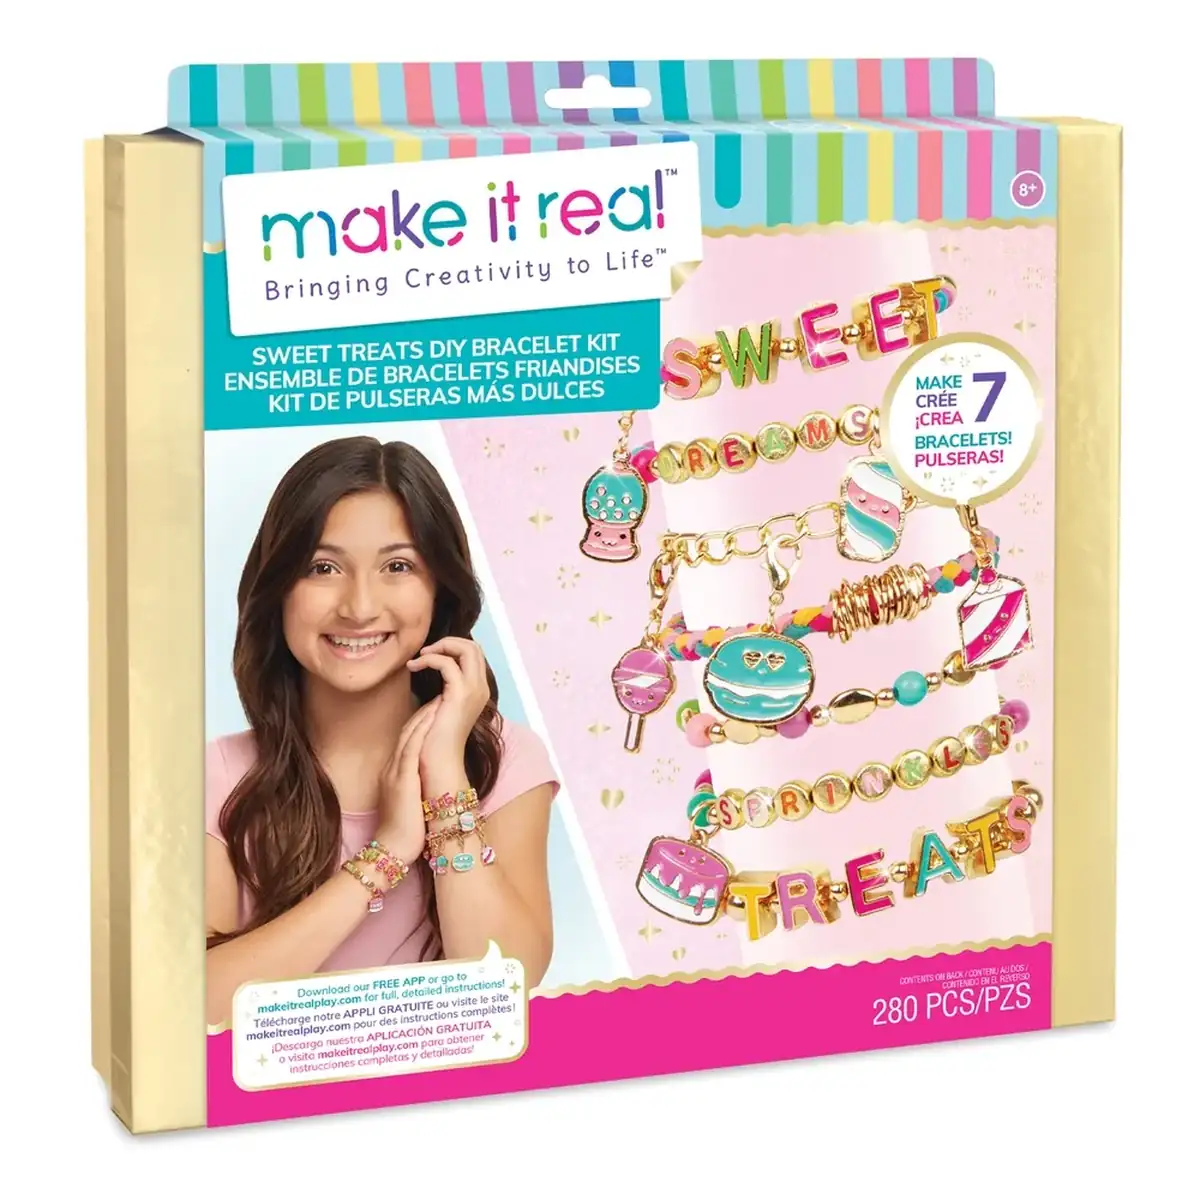 8+
make it real™
Bringing Creativity to Life™
SWEET TREATS DIY BRACELET KIT
ENSEMBLE DE BRACELETS FRIANDISES
KIT DE PULSERAS MÁS DULCES
SWEET
MAKE
CRÉE
¡CREA
7
BRACELETS!
PULSERAS!
DREAMS
SPRINKLES
TREATS
Download our FREE APP or go to
makeitrealplay.com for full, detailed instructions!
Télécharge notre APPLI GRATUITE ou visite le site
makeitrealplay.com pour des instructions complètes!
¡Descarga nuestra APLICACIÓN GRATUITA
o visita makeitrealplay.com para obtener
instrucciones completas y detalladas!
CONTENTS ON BACK / CONTENU AU DOS /
CONTENIDO EN EL REVERSO
280 PCS/PZS